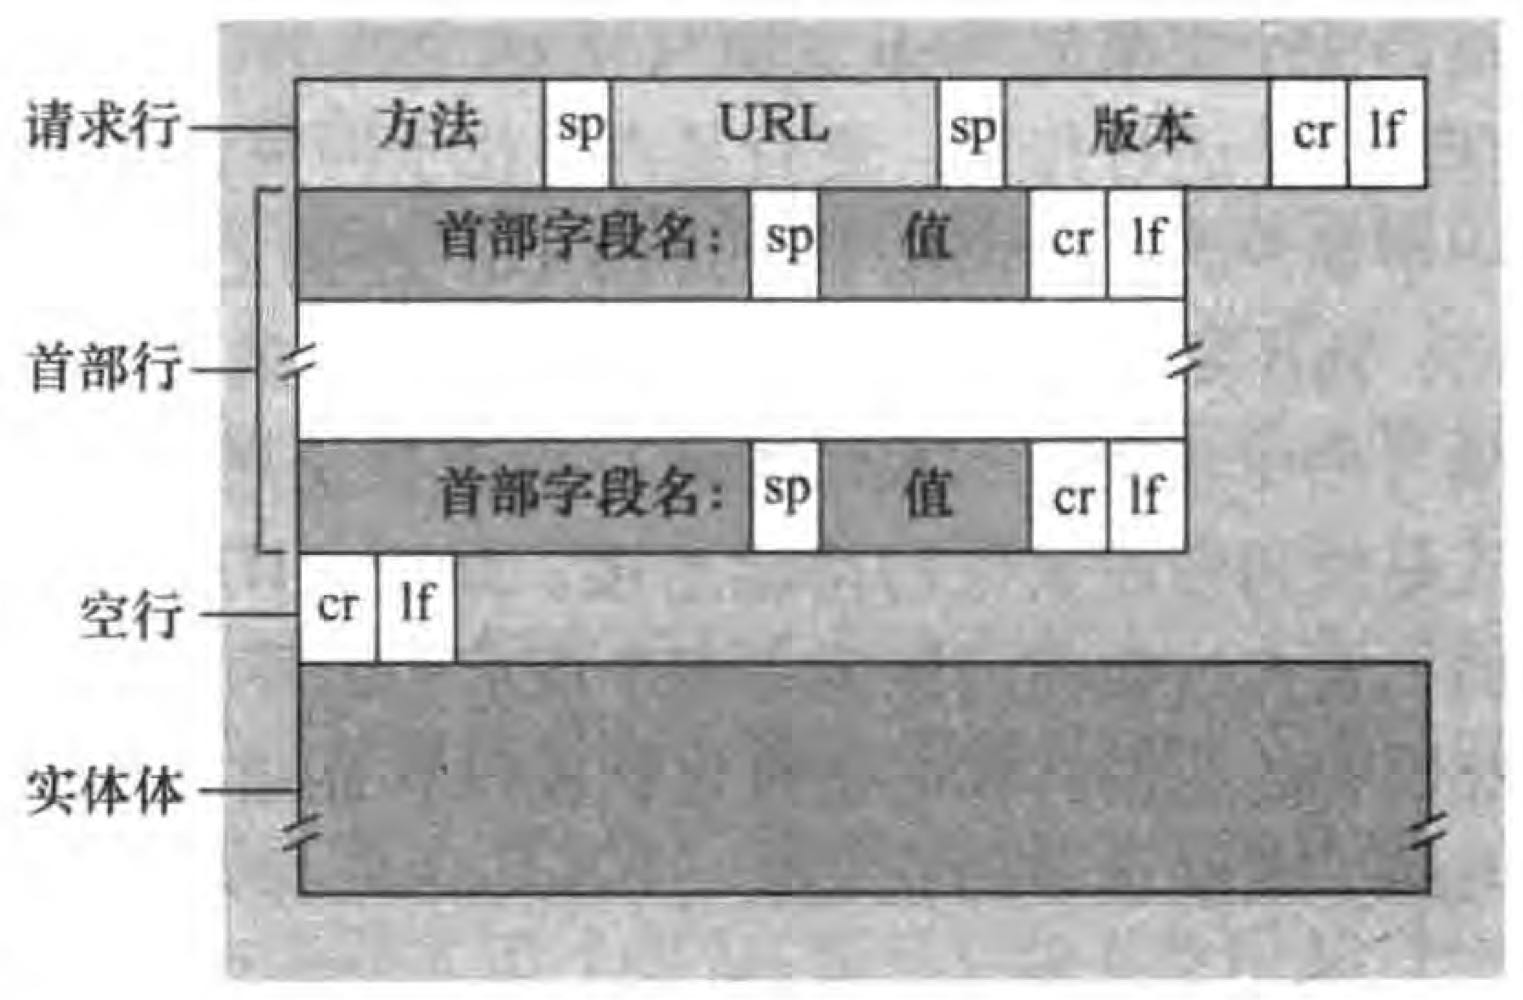 请求行 方法 sp URL sp 版本 cr lf
首部字段名: sp 值 cr lf
首部行
首部字段名: sp 值 cr lf
空行 cr lf
实体体